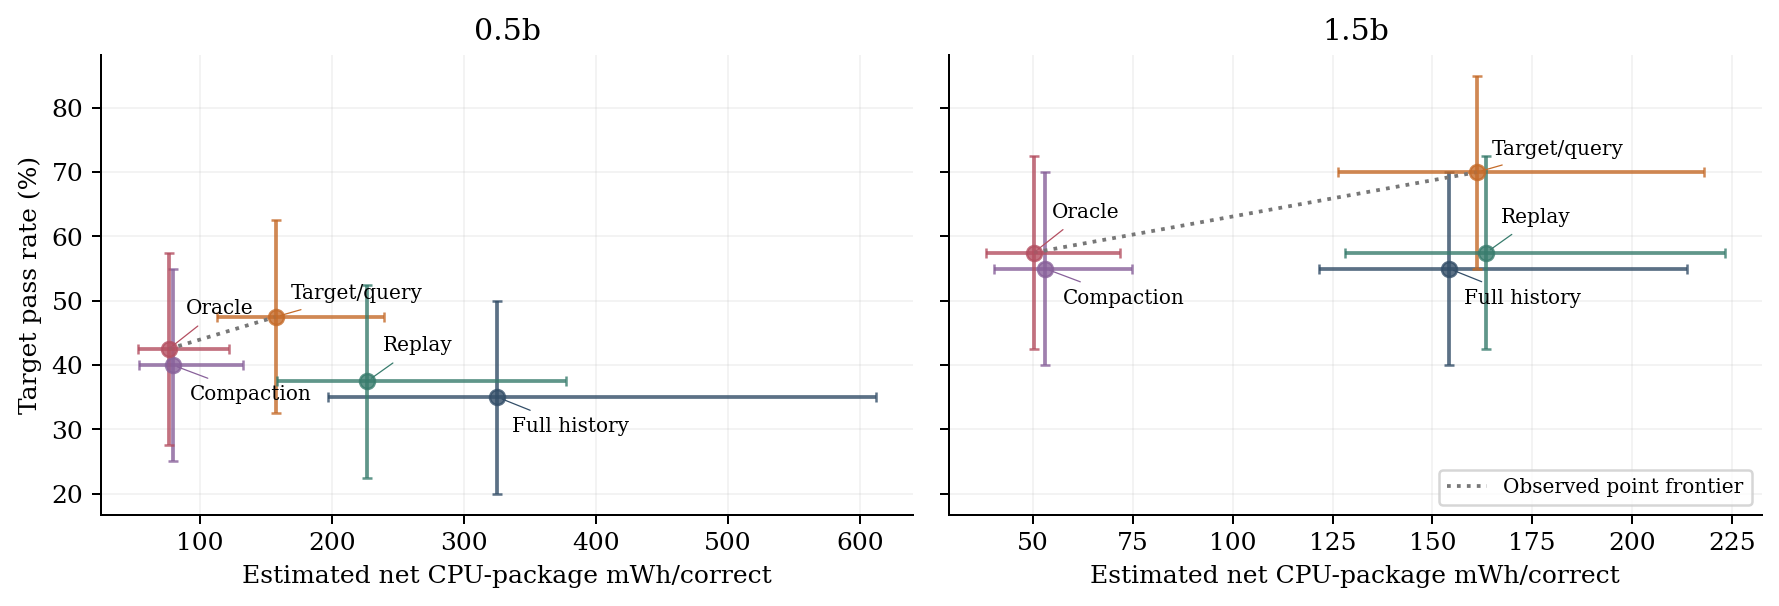 0.5b
1.5b
Target pass rate (%)
80
70
60
50
40
30
20
Oracle
Target/query
Compaction
Replay
Full history
100 200 300 400 500 600
Estimated net CPU-package mWh/correct
Target/query
Oracle
Replay
Compaction
Full history
Observed point frontier
50 75 100 125 150 175 200 225
Estimated net CPU-package mWh/correct